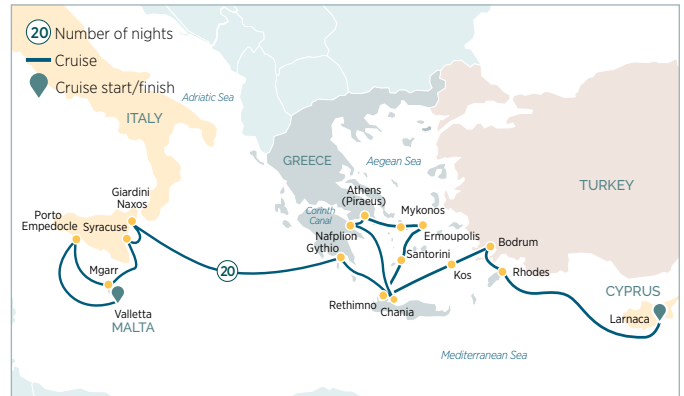 20 Number of nights
Cruise
Cruise start/finish
Adriatic Sea
ITALY
GREECE
Aegean Sea
TURKEY
Giardini
Naxos
Porto
Empedocle
Syracuse
Athens
(Piraeus)
Corinth
Canal
Mykonos
Nafplion
Ermoupolis
Gythio
Bodrum
Santorini
Mgarr
20
Kos
Rhodes
CYPRUS
Rethimno
Chania
Valletta
MALTA
Larnaca
Mediterranean Sea